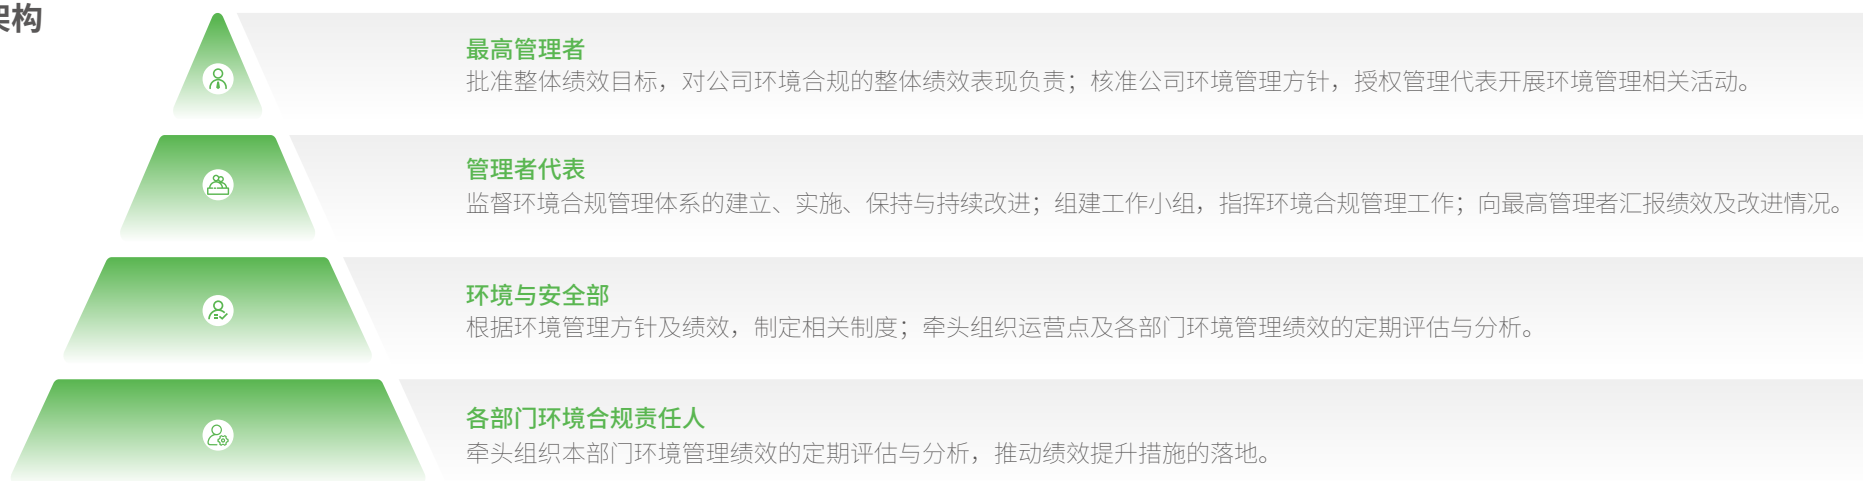 架构
最高管理者
批准整体绩效目标，对公司环境合规的整体绩效表现负责；核准公司环境管理方针，授权管理代表开展环境管理相关活动。
管理者代表
监督环境合规管理体系的建立、实施、保持与持续改进；组建工作小组，指挥环境合规管理工作；向最高管理者汇报绩效及改进情况。
环境与安全部
根据环境管理方针及绩效，制定相关制度；牵头组织运营点及各部门环境管理绩效的定期评估与分析。
各部门环境合规责任人
牵头组织本部门环境管理绩效的定期评估与分析，推动绩效提升措施的落地。